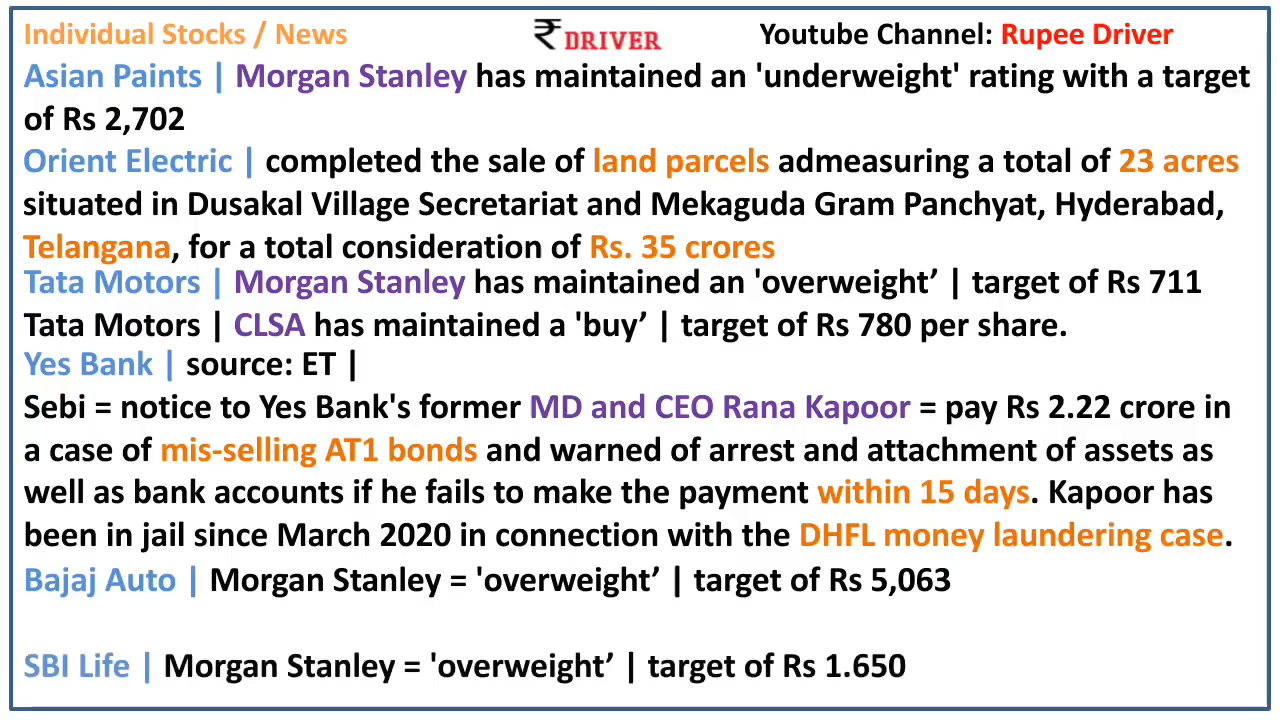 Individual Stocks / News
₹ DRIVER
Youtube Channel: Rupee Driver
Asian Paints | Morgan Stanley has maintained an 'underweight' rating with a target
of Rs 2,702
Orient Electric | completed the sale of land parcels admeasuring a total of 23 acres
situated in Dusakal Village Secretariat and Mekaguda Gram Panchyat, Hyderabad,
Telangana, for a total consideration of Rs. 35 crores
Tata Motors | Morgan Stanley has maintained an 'overweight’ | target of Rs 711
Tata Motors | CLSA has maintained a 'buy’ | target of Rs 780 per share.
Yes Bank | source: ET |
Sebi = notice to Yes Bank's former MD and CEO Rana Kapoor = pay Rs 2.22 crore in
a case of mis-selling AT1 bonds and warned of arrest and attachment of assets as
well as bank accounts if he fails to make the payment within 15 days. Kapoor has
been in jail since March 2020 in connection with the DHFL money laundering case.
Bajaj Auto | Morgan Stanley = 'overweight’ | target of Rs 5,063
SBI Life | Morgan Stanley = 'overweight’ | target of Rs 1.650